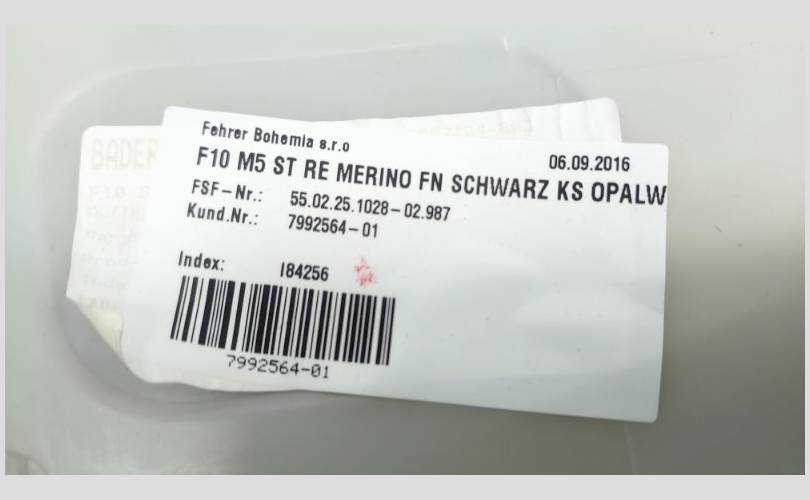 BADER
Fehrer Bohemia s.r.o
06.09.2016
F10 M5 ST RE MERINO FN SCHWARZ KS OPALW
FSF-Nr.: 55.02.25.1028-02.987
Kund.Nr.: 7992564-01
Index: I84256
7992564-01